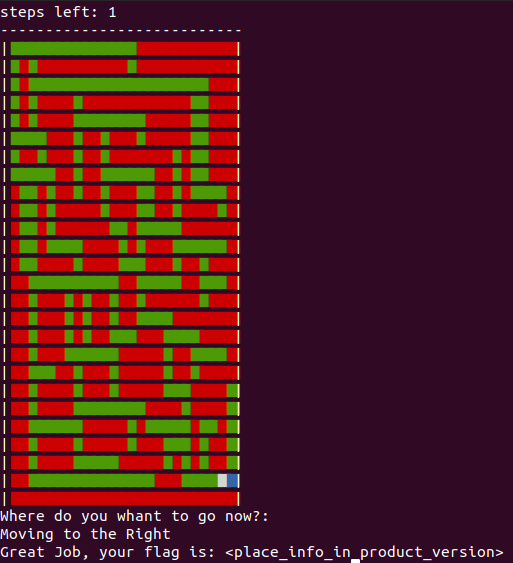 steps left: 1
---------------------------
Where do you whant to go now?:
Moving to the Right
Great Job, your flag is: <place_info_in_product_version>